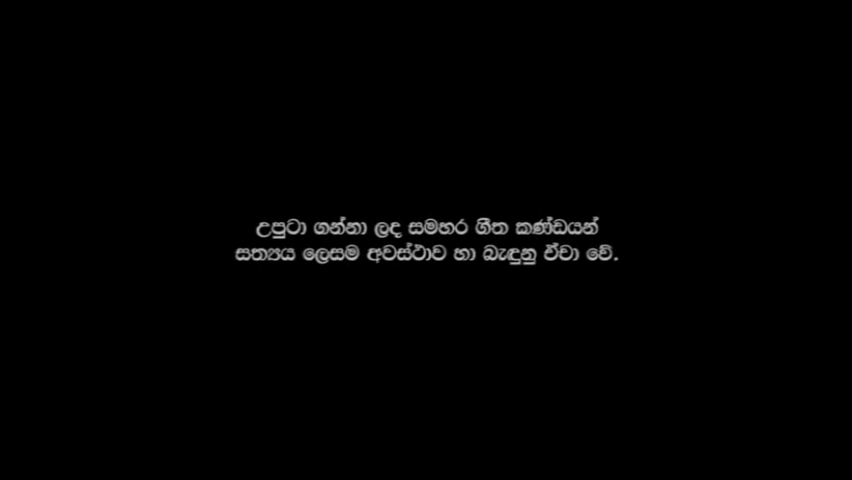 උපුටා ගන්නා ලද සමහර ගීත කණ්ඩයන්
සත්‍යය ලෙසම අවස්ථාව හා බැඳුනු ඒවා වේ.